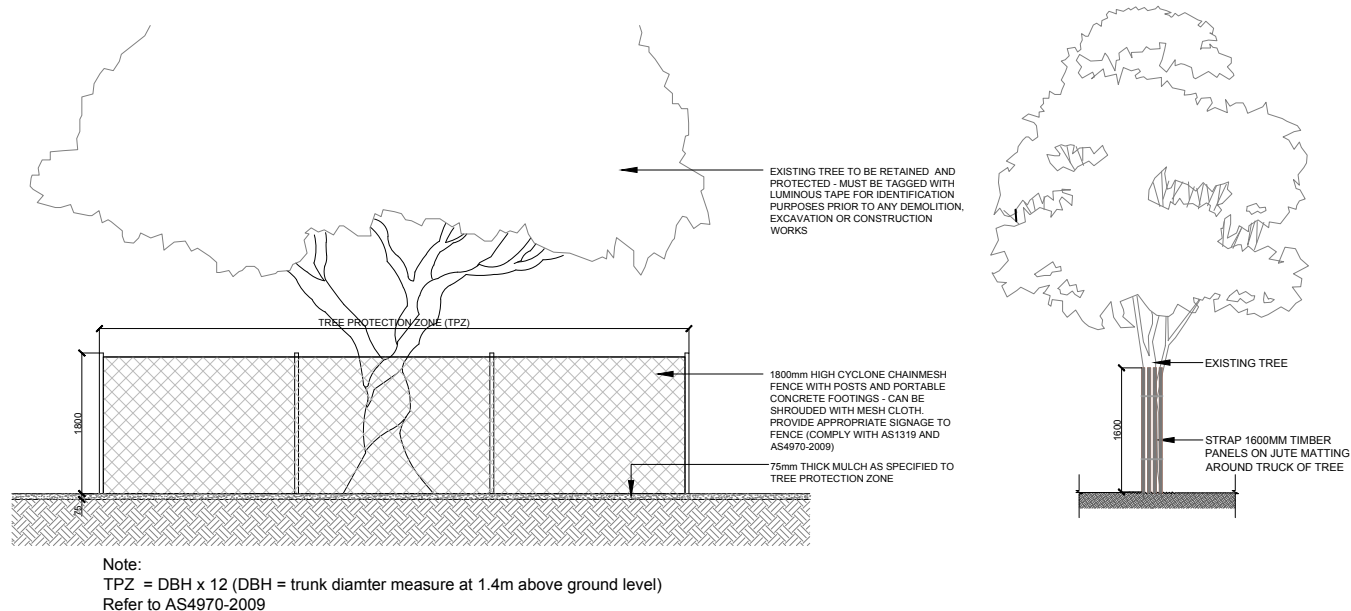 EXISTING TREE TO BE RETAINED AND
PROTECTED - MUST BE TAGGED WITH
LUMINOUS TAPE FOR IDENTIFICATION
PURPOSES PRIOR TO ANY DEMOLITION,
EXCAVATION OR CONSTRUCTION
WORKS
TREE PROTECTION ZONE (TPZ)
1800
1800mm HIGH CYCLONE CHAINMESH
FENCE WITH POSTS AND PORTABLE
CONCRETE FOOTINGS - CAN BE
SHROUDED WITH MESH CLOTH.
PROVIDE APPROPRIATE SIGNAGE TO
FENCE (COMPLY WITH AS1319 AND
AS4970-2009)
75mm THICK MULCH AS SPECIFIED TO
TREE PROTECTION ZONE
75
EXISTING TREE
1600
STRAP 1600MM TIMBER
PANELS ON JUTE MATTING
AROUND TRUCK OF TREE
Note:
TPZ = DBH x 12 (DBH = trunk diamter measure at 1.4m above ground level)
Refer to AS4970-2009